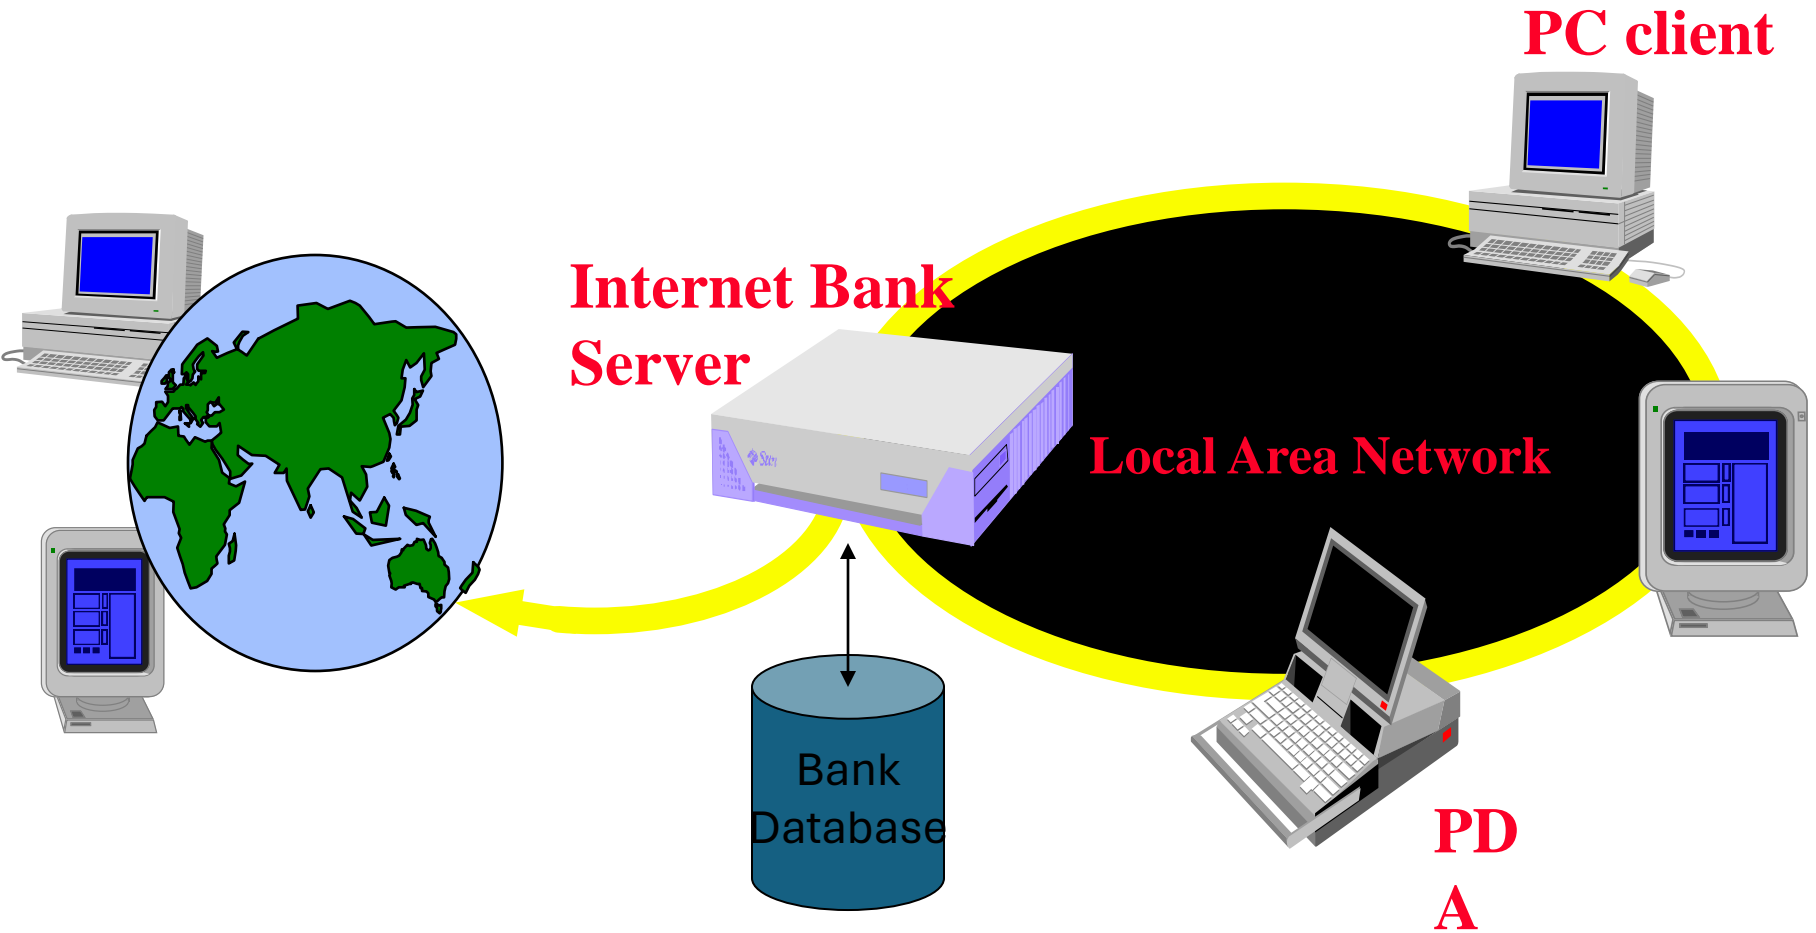 PC client
Internet Bank
Server
Local Area Network
Bank
Database
PD
A